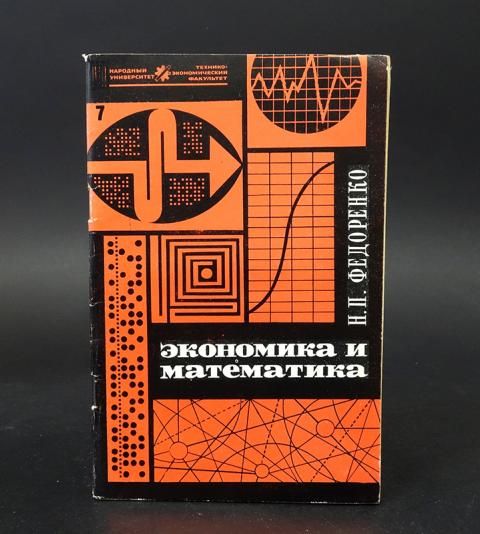 НАРОДНЫЙ
УНИВЕРСИТЕТ
ТЕХНИКО-
ЭКОНОМИЧЕСКИЙ
ФАКУЛЬТЕТ
7
Н.П. ФЕДОРЕНКО
ЭКОНОМИКА И
МАТЕМАТИКА